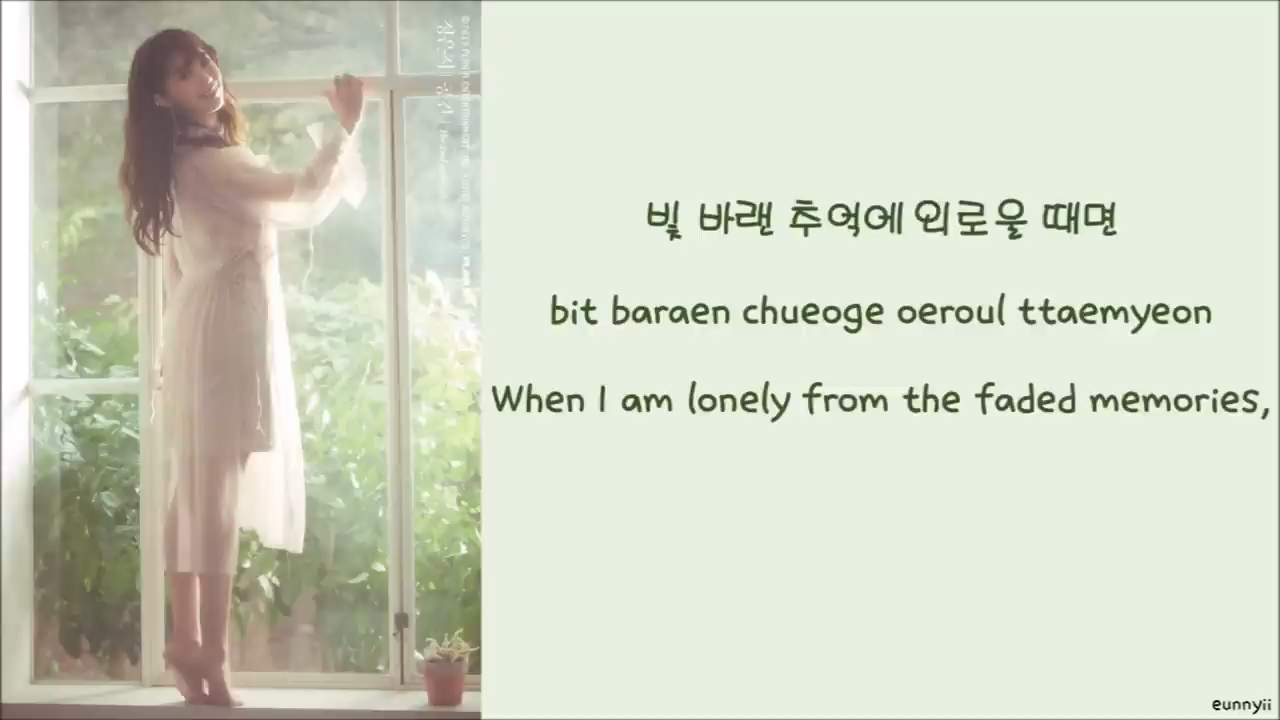 빛 바랜 추억에 외로울 때면
bit baraen chueoge oeroul ttaemyeon
When I am lonely from the faded memories,
eunnyii